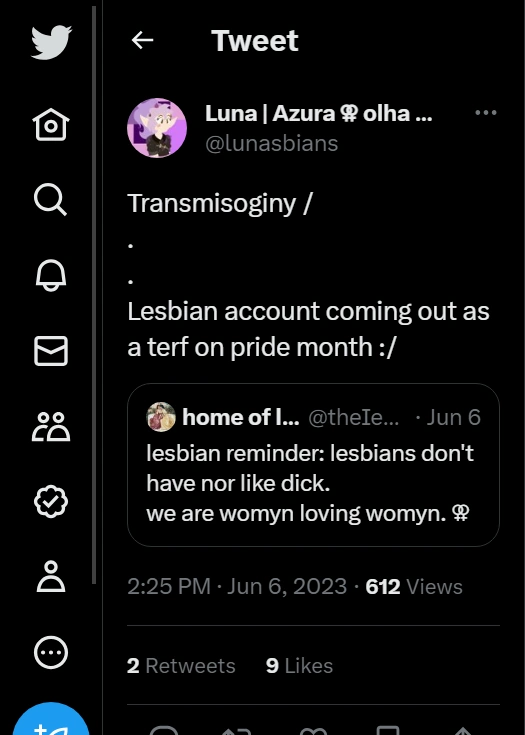 Tweet
Luna | Azura ⚢ olha ...
@lunasbians
Transmisoginy /
.
.
Lesbian account coming out as
a terf on pride month :/
home of l... @theIe... · Jun 6
lesbian reminder: lesbians don't
have nor like dick.
we are womyn loving womyn. ⚢
2:25 PM · Jun 6, 2023 · 612 Views
2 Retweets 9 Likes